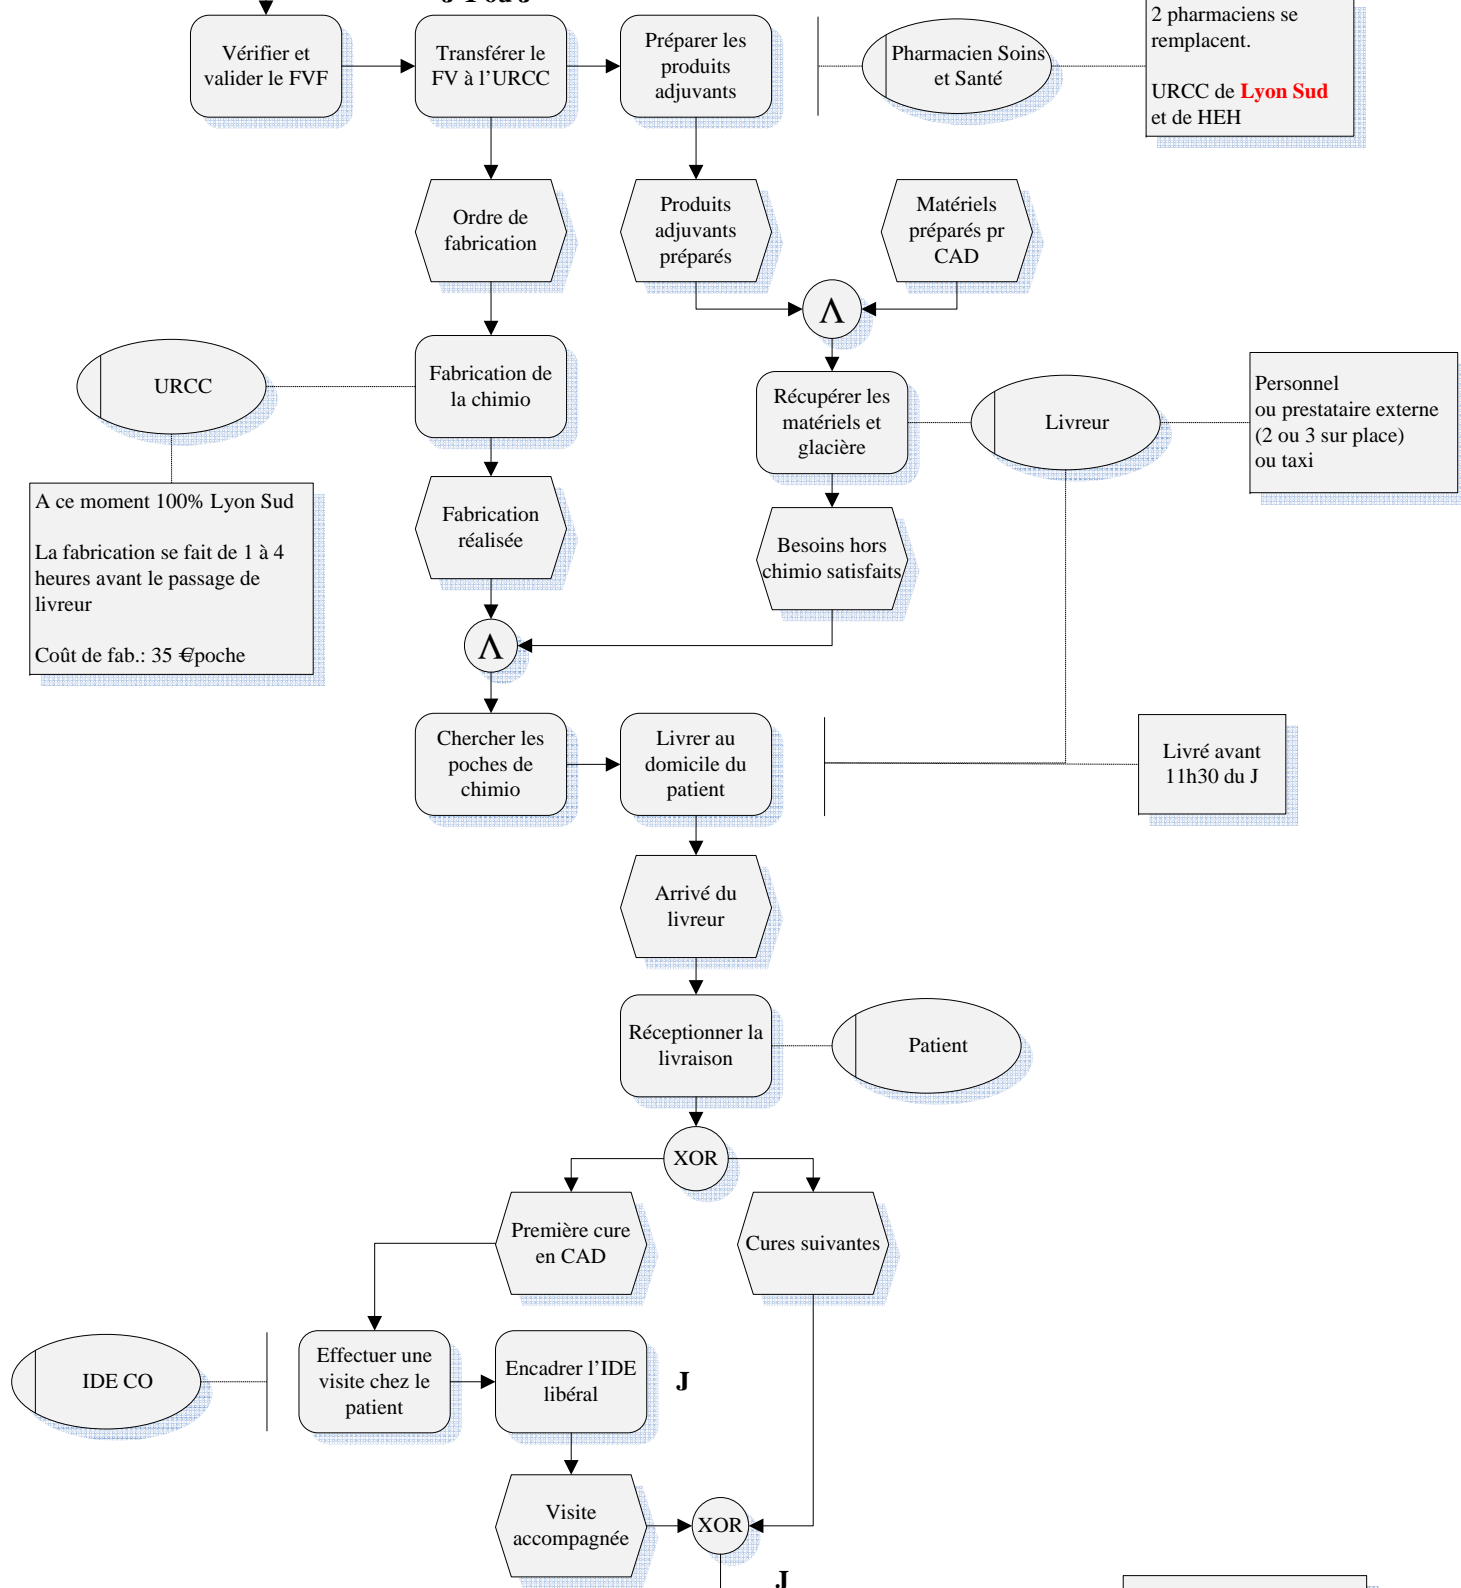 J-1 ou J
Vérifier et
valider le FVF
Transférer le
FV à l’URCC
Préparer les
produits
adjuvants
Pharmacien Soins
et Santé
2 pharmaciens se
remplacent.
URCC de Lyon Sud
et de HEH
Ordre de
fabrication
Produits
adjuvants
préparés
Matériels
préparés pr
CAD
Λ
URCC
Fabrication de
la chimio
Récupérer les
matériels et
glacière
Livreur
Personnel
ou prestataire externe
(2 ou 3 sur place)
ou taxi
A ce moment 100% Lyon Sud
La fabrication se fait de 1 à 4
heures avant le passage de
livreur
Coût de fab.: 35 €/poche
Fabrication
réalisée
Besoins hors
chimio satisfaits
Λ
Chercher les
poches de
chimio
Livrer au
domicile du
patient
Livré avant
11h30 du J
Arrivé du
livreur
Réceptionner la
livraison
Patient
XOR
Première cure
en CAD
Cures suivantes
IDE CO
Effectuer une
visite chez le
patient
Encadrer l’IDE
libéral
J
Visite
accompagnée
XOR
J